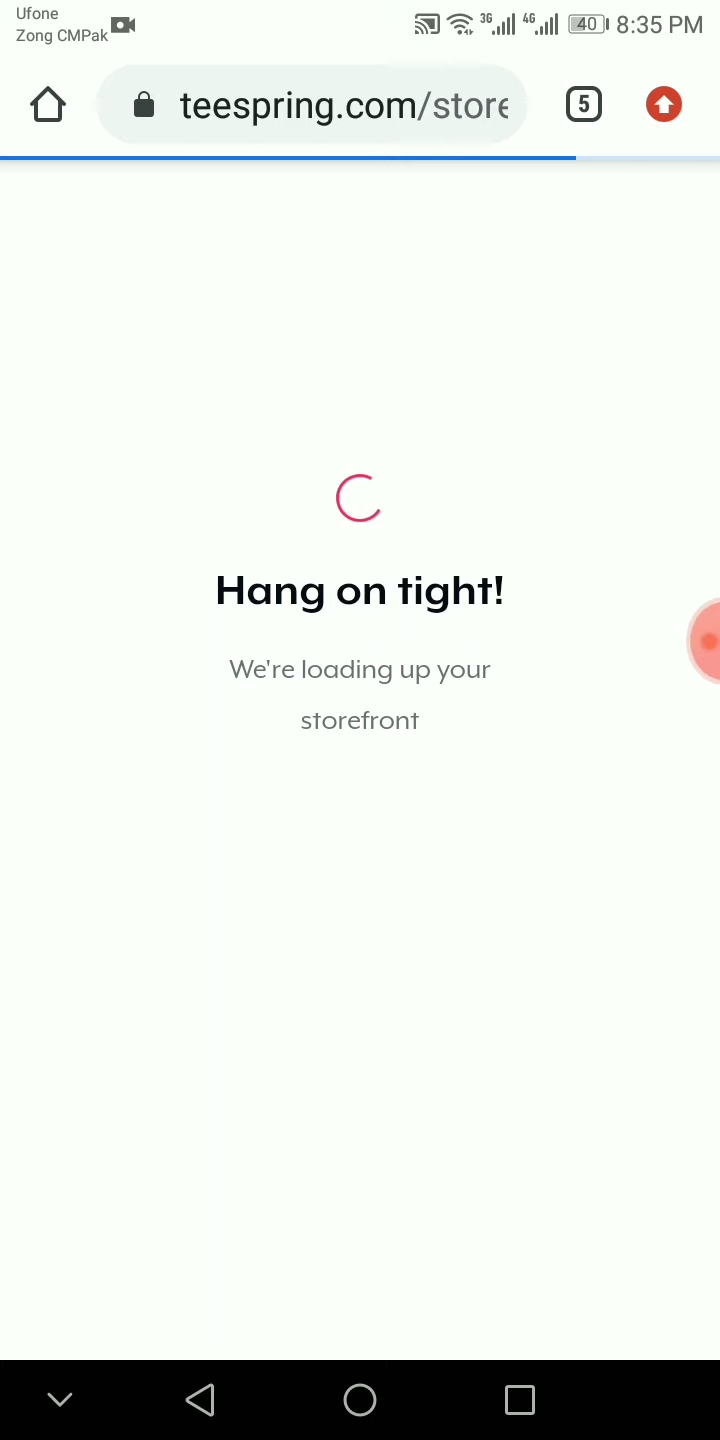 Ufone
Zong CMPak
3G
4G
40
8:35 PM
teespring.com/store
5
Hang on tight!
We're loading up your
storefront